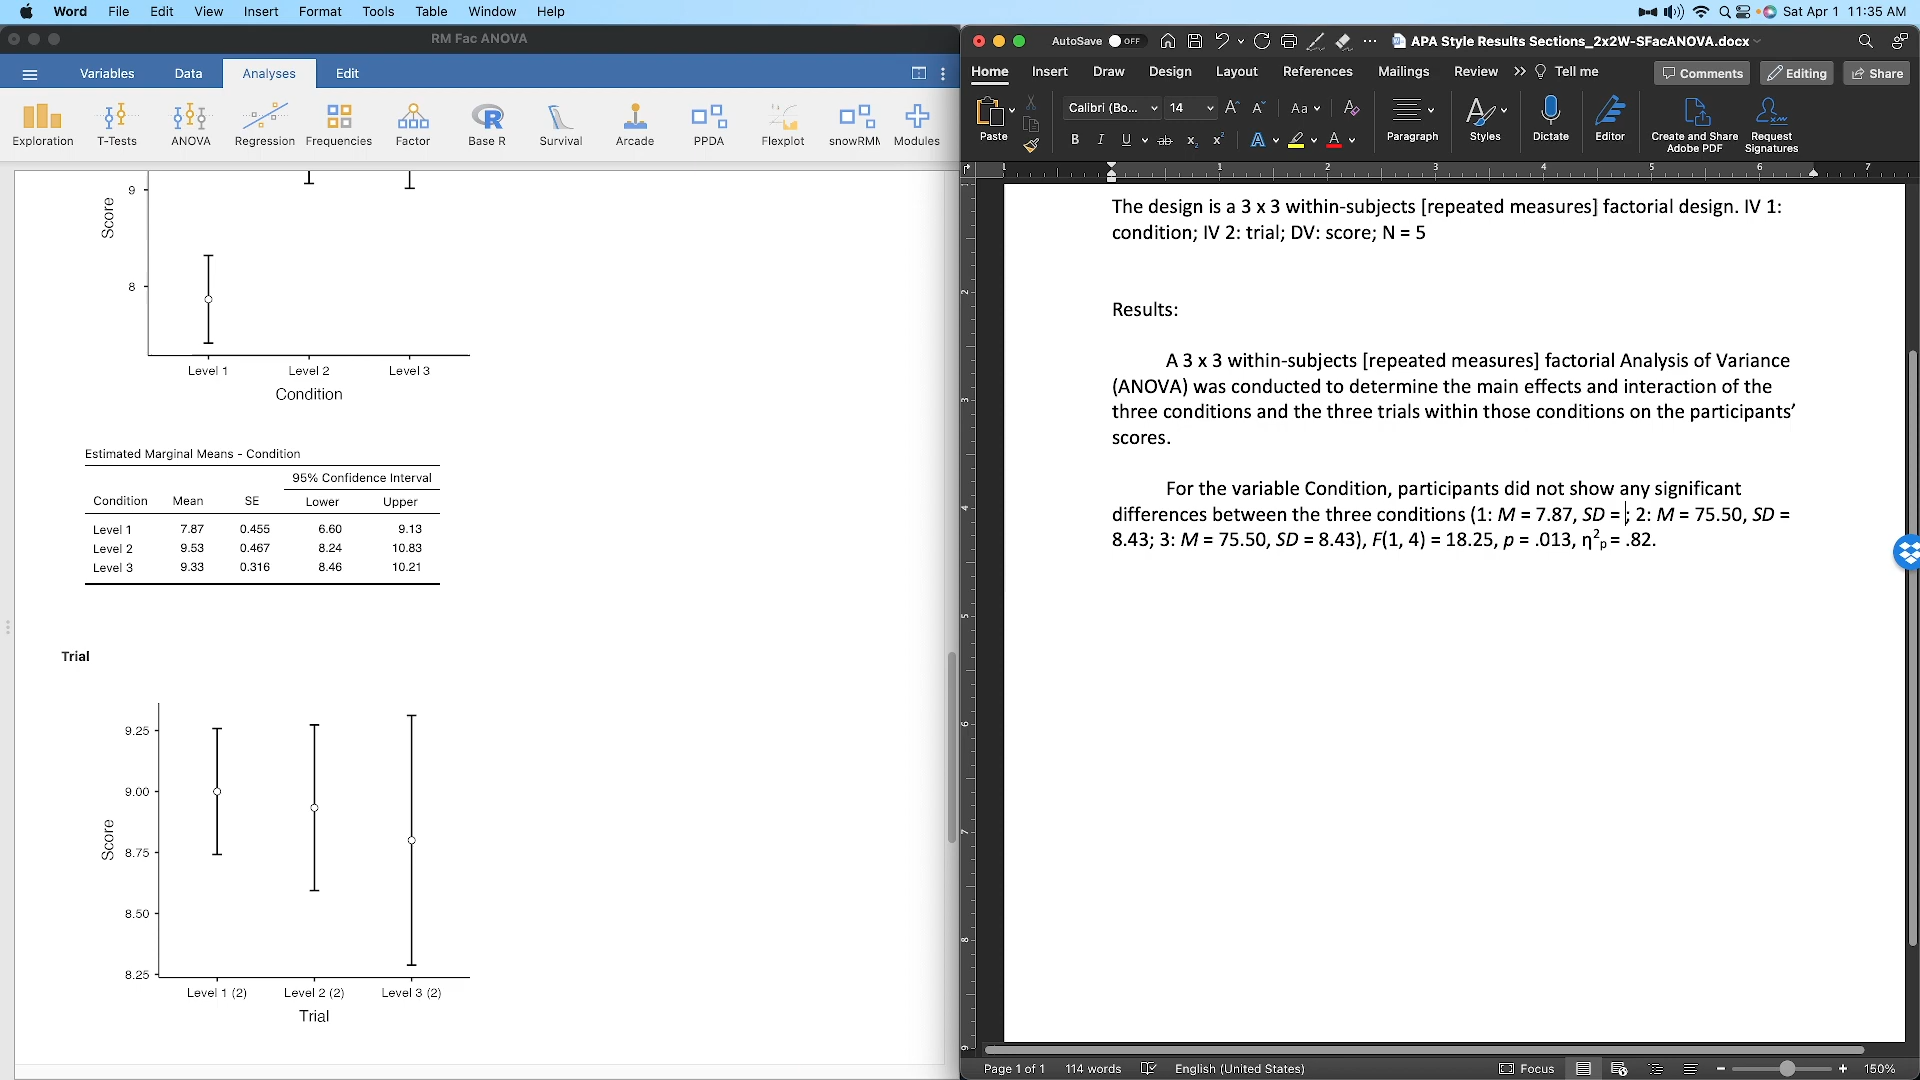 Word File Edit View Insert Format Tools Table Window Help
Sat Apr 1 11:35 AM
RM Fac ANOVA
Variables Data Analyses Edit
Exploration T-Tests ANOVA Regression Frequencies Factor Base R Survival Arcade PPDA Flexplot snowRMM Modules
9
Score
8
Level 1 Level 2 Level 3
Condition
Estimated Marginal Means - Condition
95% Confidence Interval
Condition Mean SE Lower Upper
Level 1 7.87 0.455 6.60 9.13
Level 2 9.53 0.467 8.24 10.83
Level 3 9.33 0.316 8.46 10.21
Trial
9.25
9.00
Score
8.75
8.50
8.25
Level 1 (2) Level 2 (2) Level 3 (2)
Trial
AutoSave OFF
APA Style Results Sections_2x2W-SFacANOVA.docx
Home Insert Draw Design Layout References Mailings Review Tell me
Comments Editing Share
Paste
Calibri (Bo... 14
Paragraph Styles Dictate Editor
Create and Share Adobe PDF
Request Signatures
1 1 2 3 4 5 6 7
The design is a 3 x 3 within-subjects [repeated measures] factorial design. IV 1:
condition; IV 2: trial; DV: score; N = 5
Results:
A 3 x 3 within-subjects [repeated measures] factorial Analysis of Variance
(ANOVA) was conducted to determine the main effects and interaction of the
three conditions and the three trials within those conditions on the participants’
scores.
For the variable Condition, participants did not show any significant
differences between the three conditions (1: M = 7.87, SD = ; 2: M = 75.50, SD =
8.43; 3: M = 75.50, SD = 8.43), F(1, 4) = 18.25, p = .013, η²ₚ = .82.
Page 1 of 1 114 words English (United States) Focus 150%